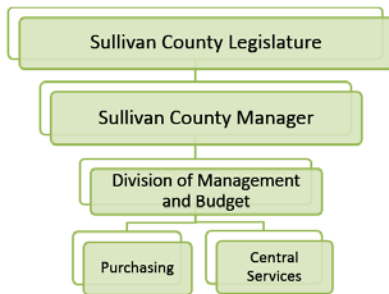 Sullivan County Legislature
Sullivan County Manager
Division of Management
and Budget
Purchasing
Central
Services